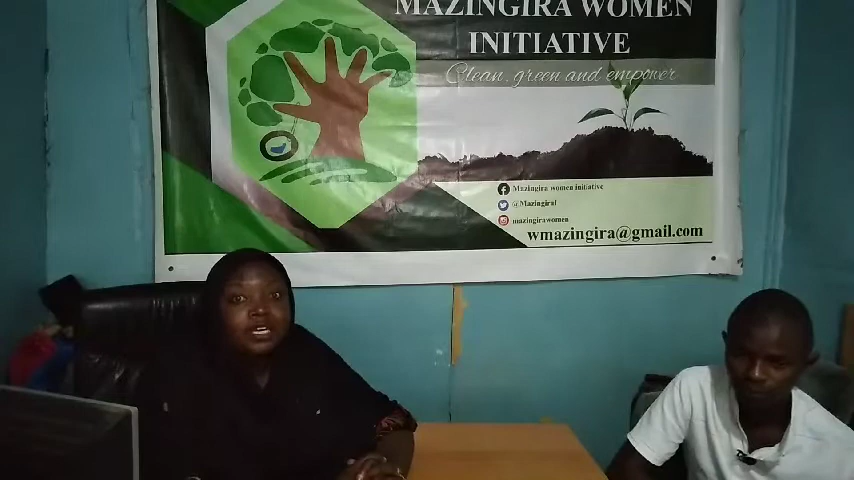 MAZINGIRA WOMEN
INITIATIVE
Clean, green and empower
Mazingira women initiative
@Mazingira1
mazingirawomen
wmazingira@gmail.com